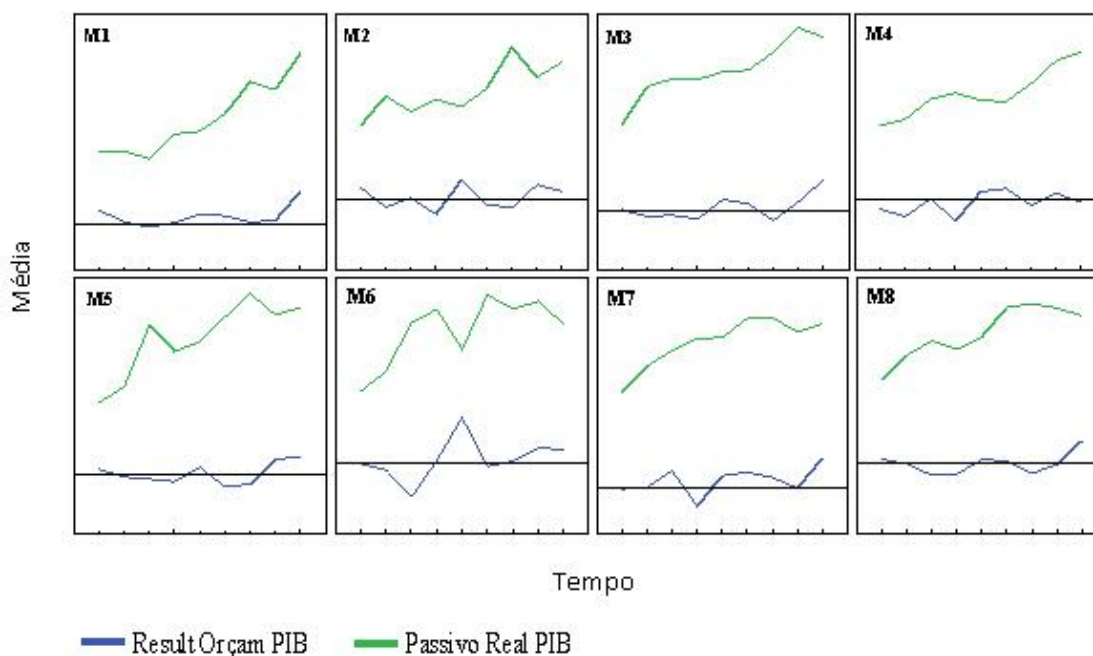 M1 M2 M3 M4
Média
M5 M6 M7 M8
Tempo
Result Orçam PIB Passivo Real PIB